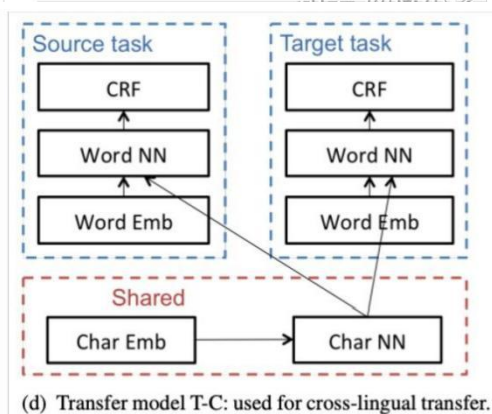 Source task
Target task
CRF
CRF
Word NN
Word NN
Word Emb
Word Emb
Shared
Char Emb
Char NN
(d) Transfer model T-C: used for cross-lingual transfer.